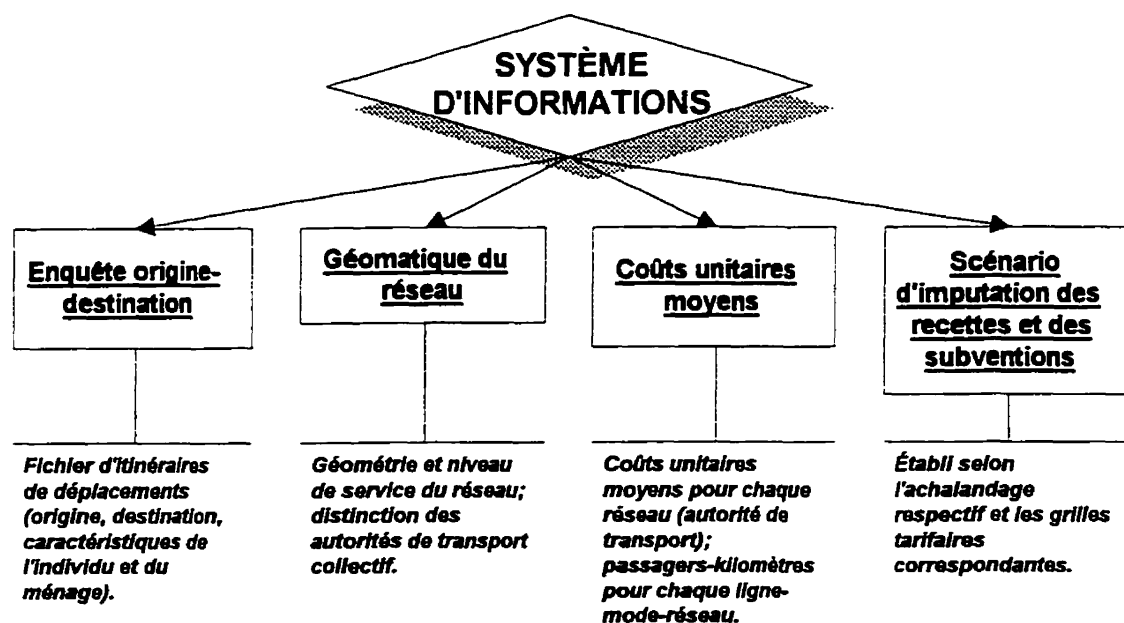 SYSTÈME
D'INFORMATIONS
Enquête origine-
destination
Géomatique du
réseau
Coûts unitaires
moyens
Scénario
d'imputation des
recettes et des
subventions
Fichier d'itinéraires
de déplacements
(origine, destination,
caractéristiques de
l'individu et du
ménage).
Géométrie et niveau
de service du réseau;
distinction des
autorités de transport
collectif.
Coûts unitaires
moyens pour chaque
réseau (autorité de
transport);
passagers-kilomètres
pour chaque ligne-
mode-réseau.
Établi selon
l'achalandage
respectif et les grilles
tarifaires
correspondantes.